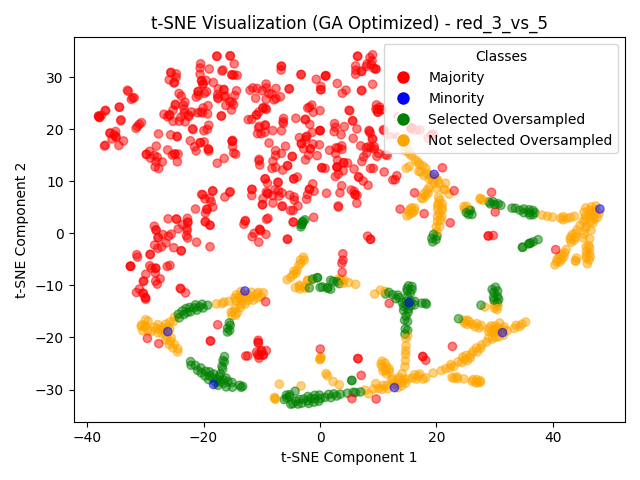 t-SNE Visualization (GA Optimized) - red_3_vs_5
Classes
Majority
Minority
Selected Oversampled
Not selected Oversampled
t-SNE Component 2
30
20
10
0
−10
−20
−30
−40
−20
0
20
40
t-SNE Component 1